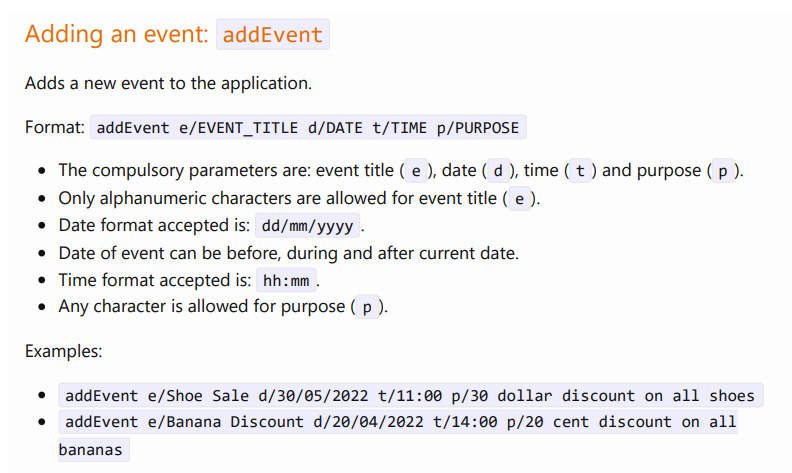 Adding an event: addEvent
Adds a new event to the application.
Format: addEvent e/EVENT_TITLE d/DATE t/TIME p/PURPOSE
• The compulsory parameters are: event title ( e ), date ( d ), time ( t ) and purpose ( p ).
• Only alphanumeric characters are allowed for event title ( e ).
• Date format accepted is: dd/mm/yyyy .
• Date of event can be before, during and after current date.
• Time format accepted is: hh:mm .
• Any character is allowed for purpose ( p ).
Examples:
• addEvent e/Shoe Sale d/30/05/2022 t/11:00 p/30 dollar discount on all shoes
• addEvent e/Banana Discount d/20/04/2022 t/14:00 p/20 cent discount on all
bananas